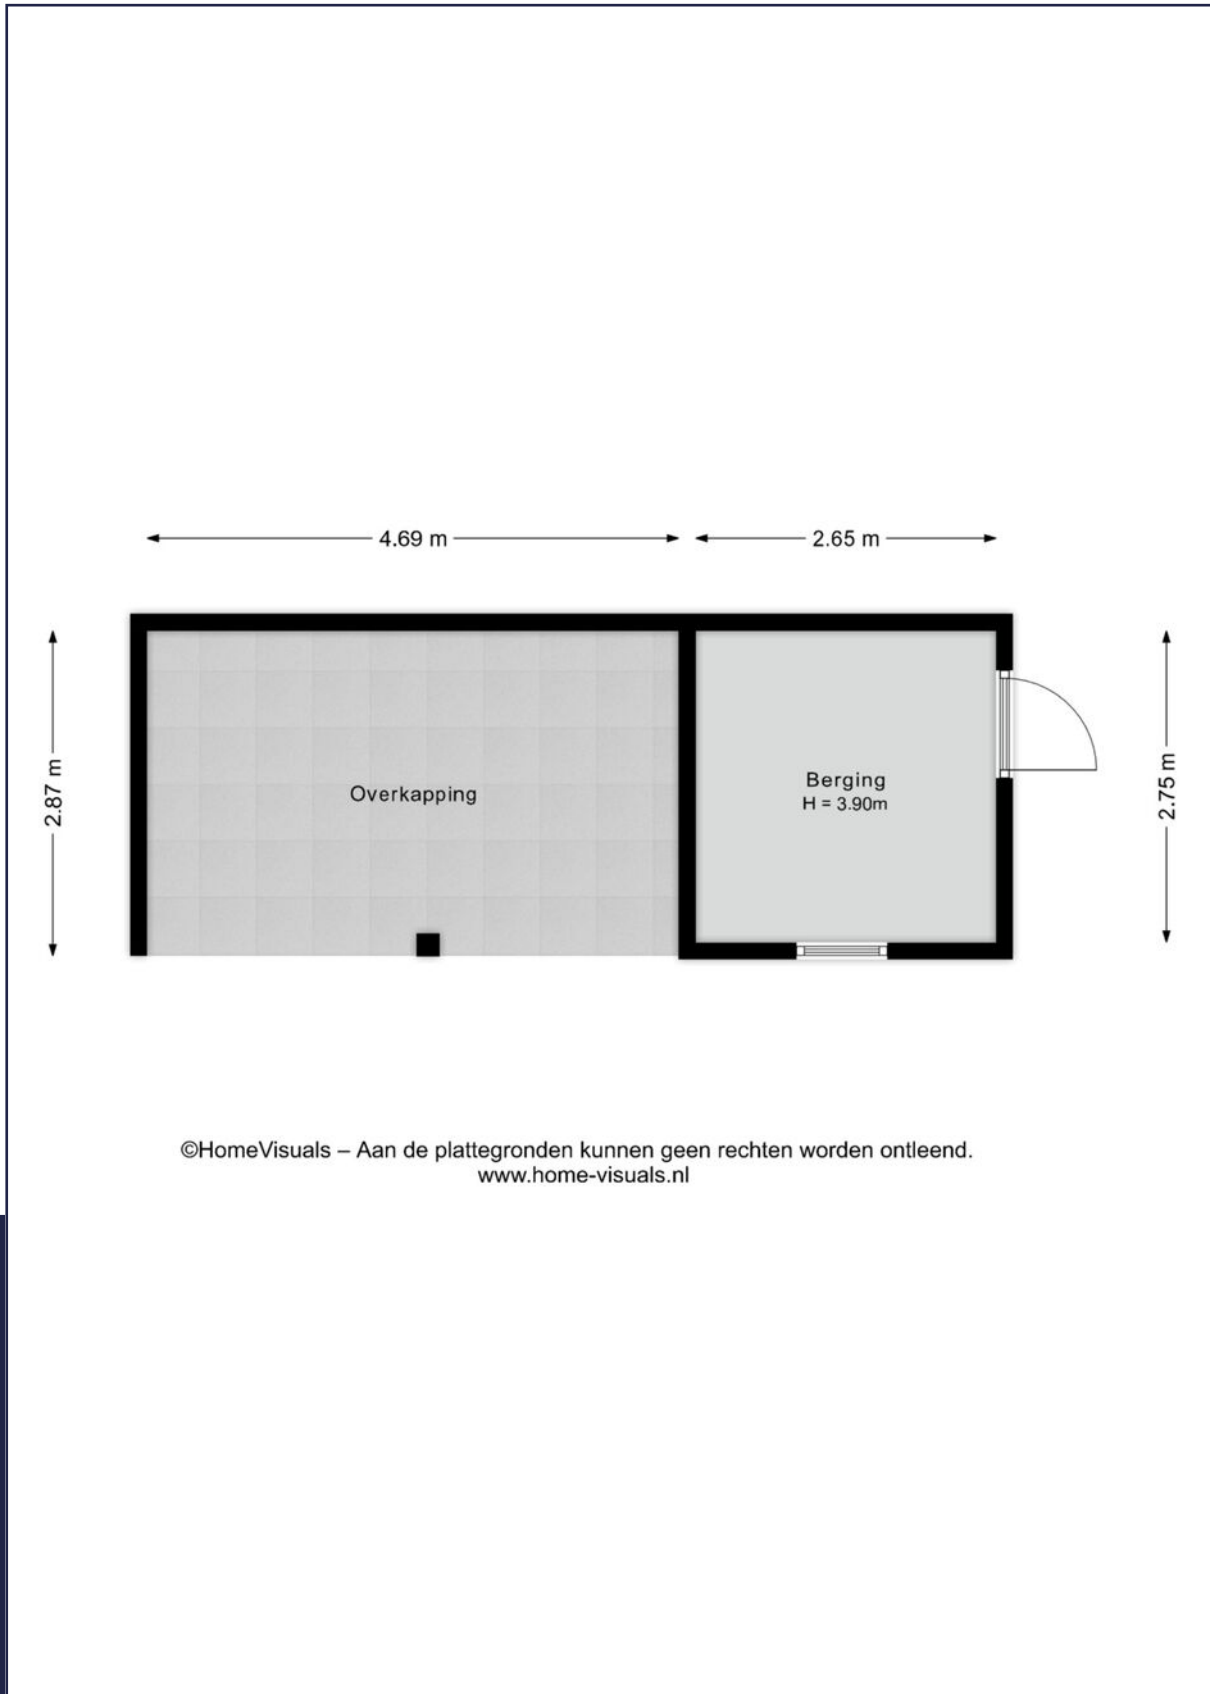 4.69 m
2.65 m
2.87 m
2.75 m
Overkapping
Berging
H = 3.90m
©HomeVisuals – Aan de plattegronden kunnen geen rechten worden ontleend.
www.home-visuals.nl